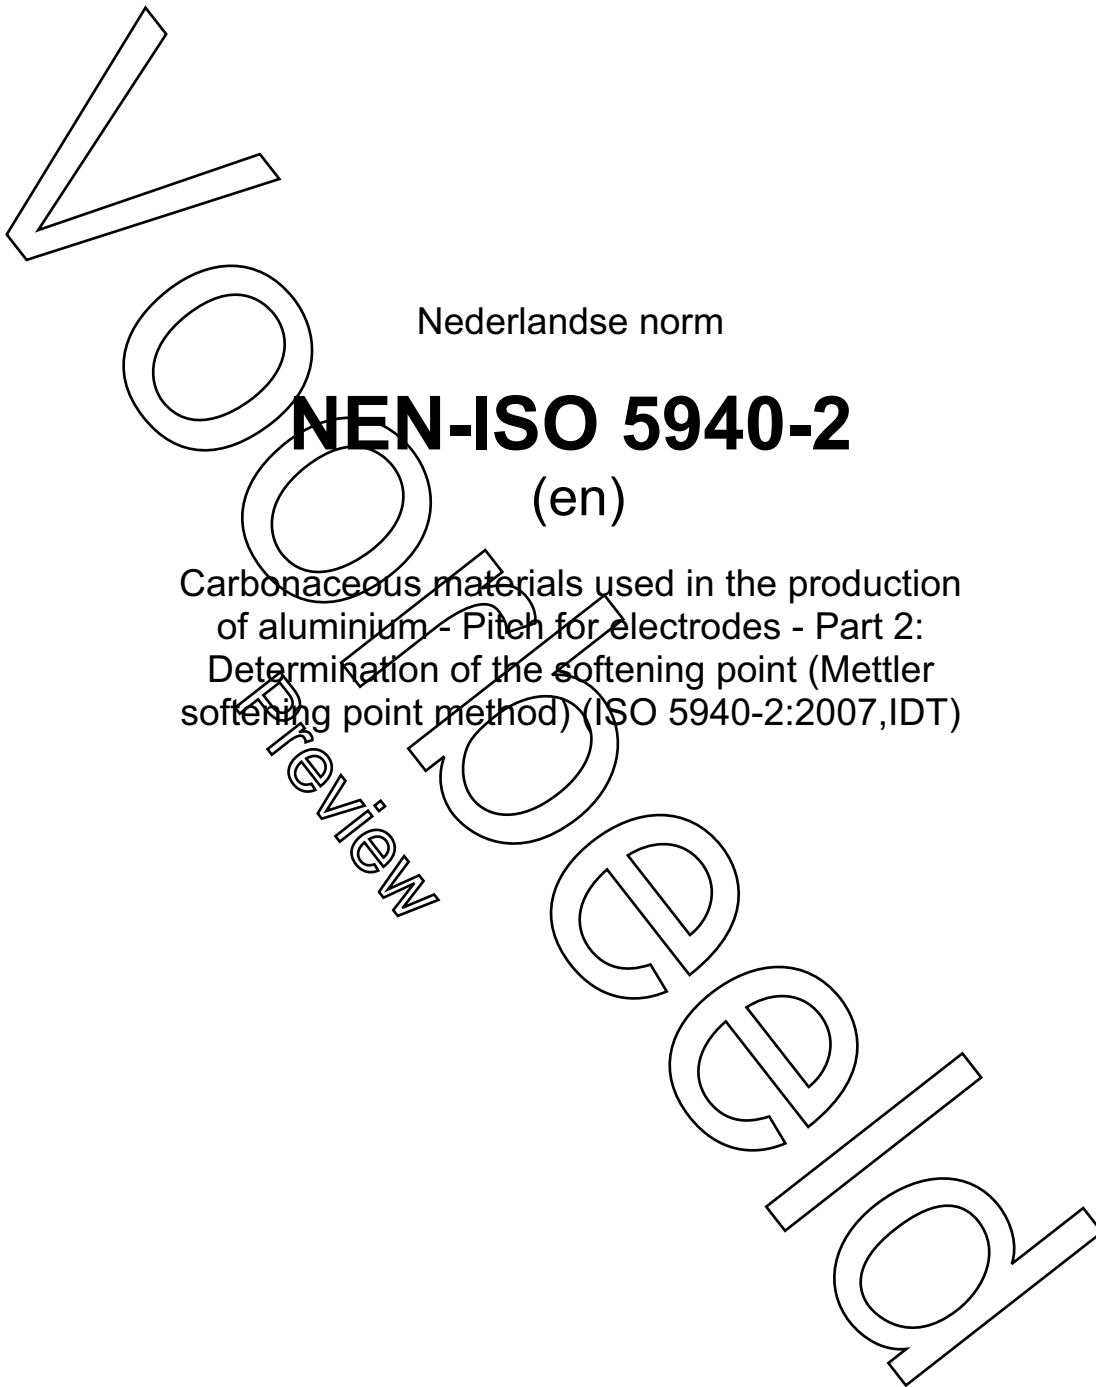 Nederlandse norm
NEN-ISO 5940-2
(en)
Carbonaceous materials used in the production
of aluminium - Pitch for electrodes - Part 2:
Determination of the softening point (Mettler
softening point method) (ISO 5940-2:2007,IDT)
Voorbeeld
Preview